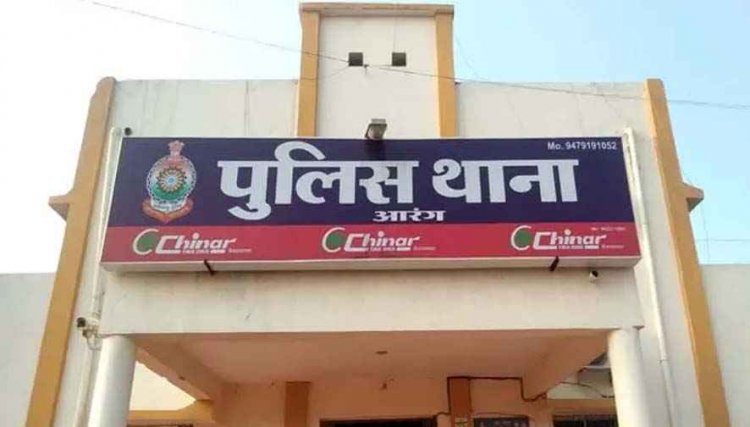 Mo. 9479191052
पुलिस थाना
आरंग
Chinar Chinar Chinar